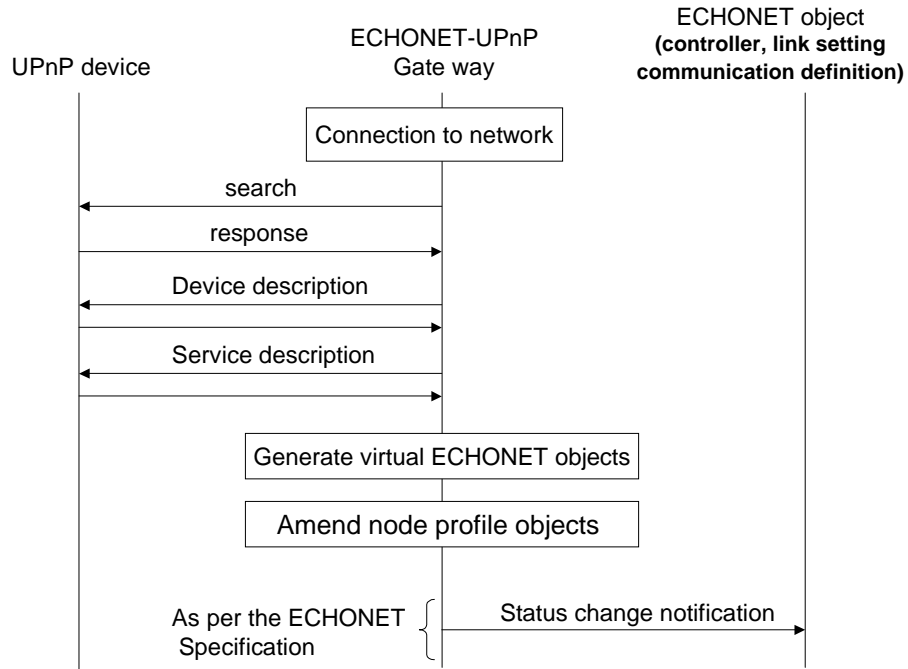 UPnP device
ECHONET-UPnP
Gate way
ECHONET object
(controller, link setting
communication definition)
Connection to network
search
response
Device description
Service description
Generate virtual ECHONET objects
Amend node profile objects
As per the ECHONET
Specification
Status change notification